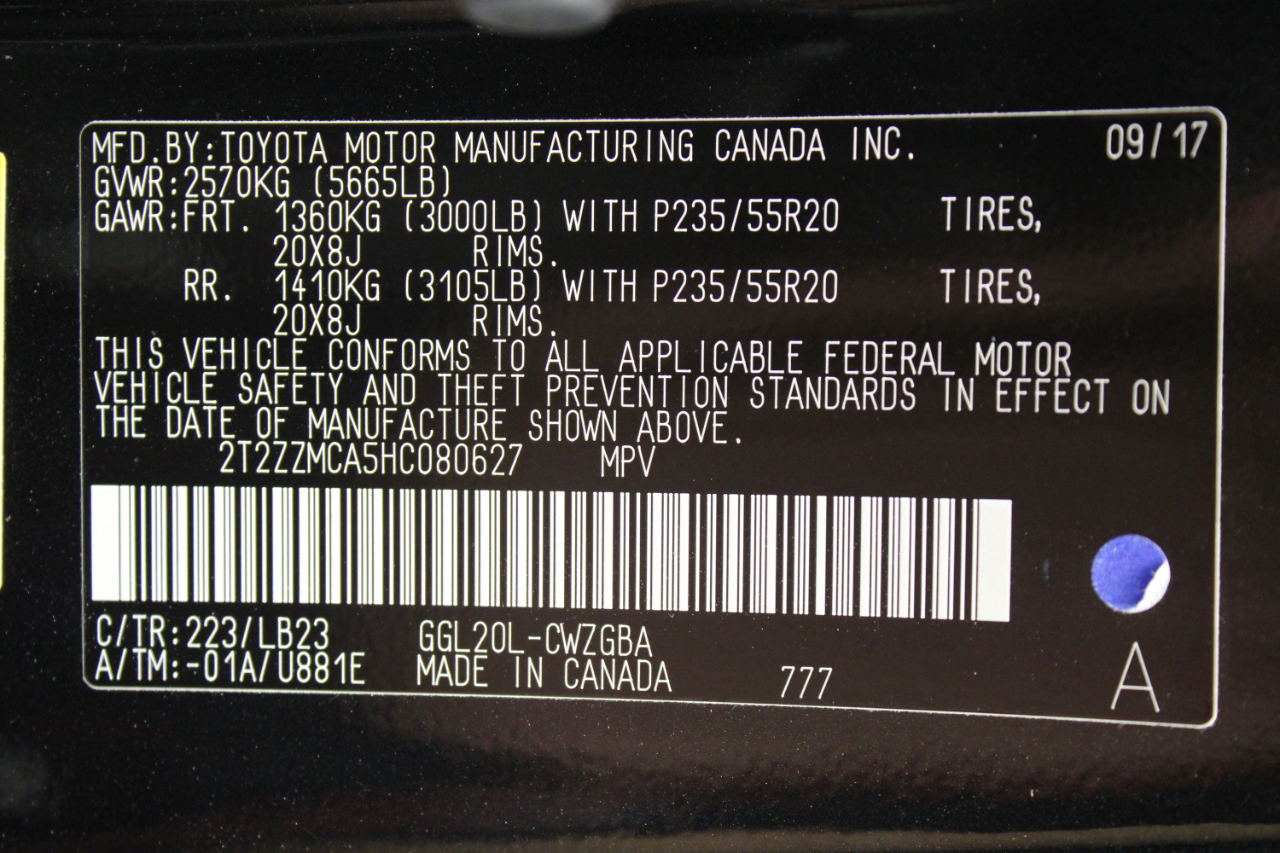 MFD.BY:TOYOTA MOTOR MANUFACTURING CANADA INC. 09/17
GVWR:2570KG (5665LB)
GAWR:FRT. 1360KG (3000LB) WITH P235/55R20 TIRES,
20X8J RIMS.
RR. 1410KG (3105LB) WITH P235/55R20 TIRES,
20X8J RIMS.
THIS VEHICLE CONFORMS TO ALL APPLICABLE FEDERAL MOTOR
VEHICLE SAFETY AND THEFT PREVENTION STANDARDS IN EFFECT ON
THE DATE OF MANUFACTURE SHOWN ABOVE.
2T2ZZMCA5HC080627 MPV
C/TR:223/LB23 GGL20L-CWZGBA
A/TM:-01A/U881E MADE IN CANADA 777 A